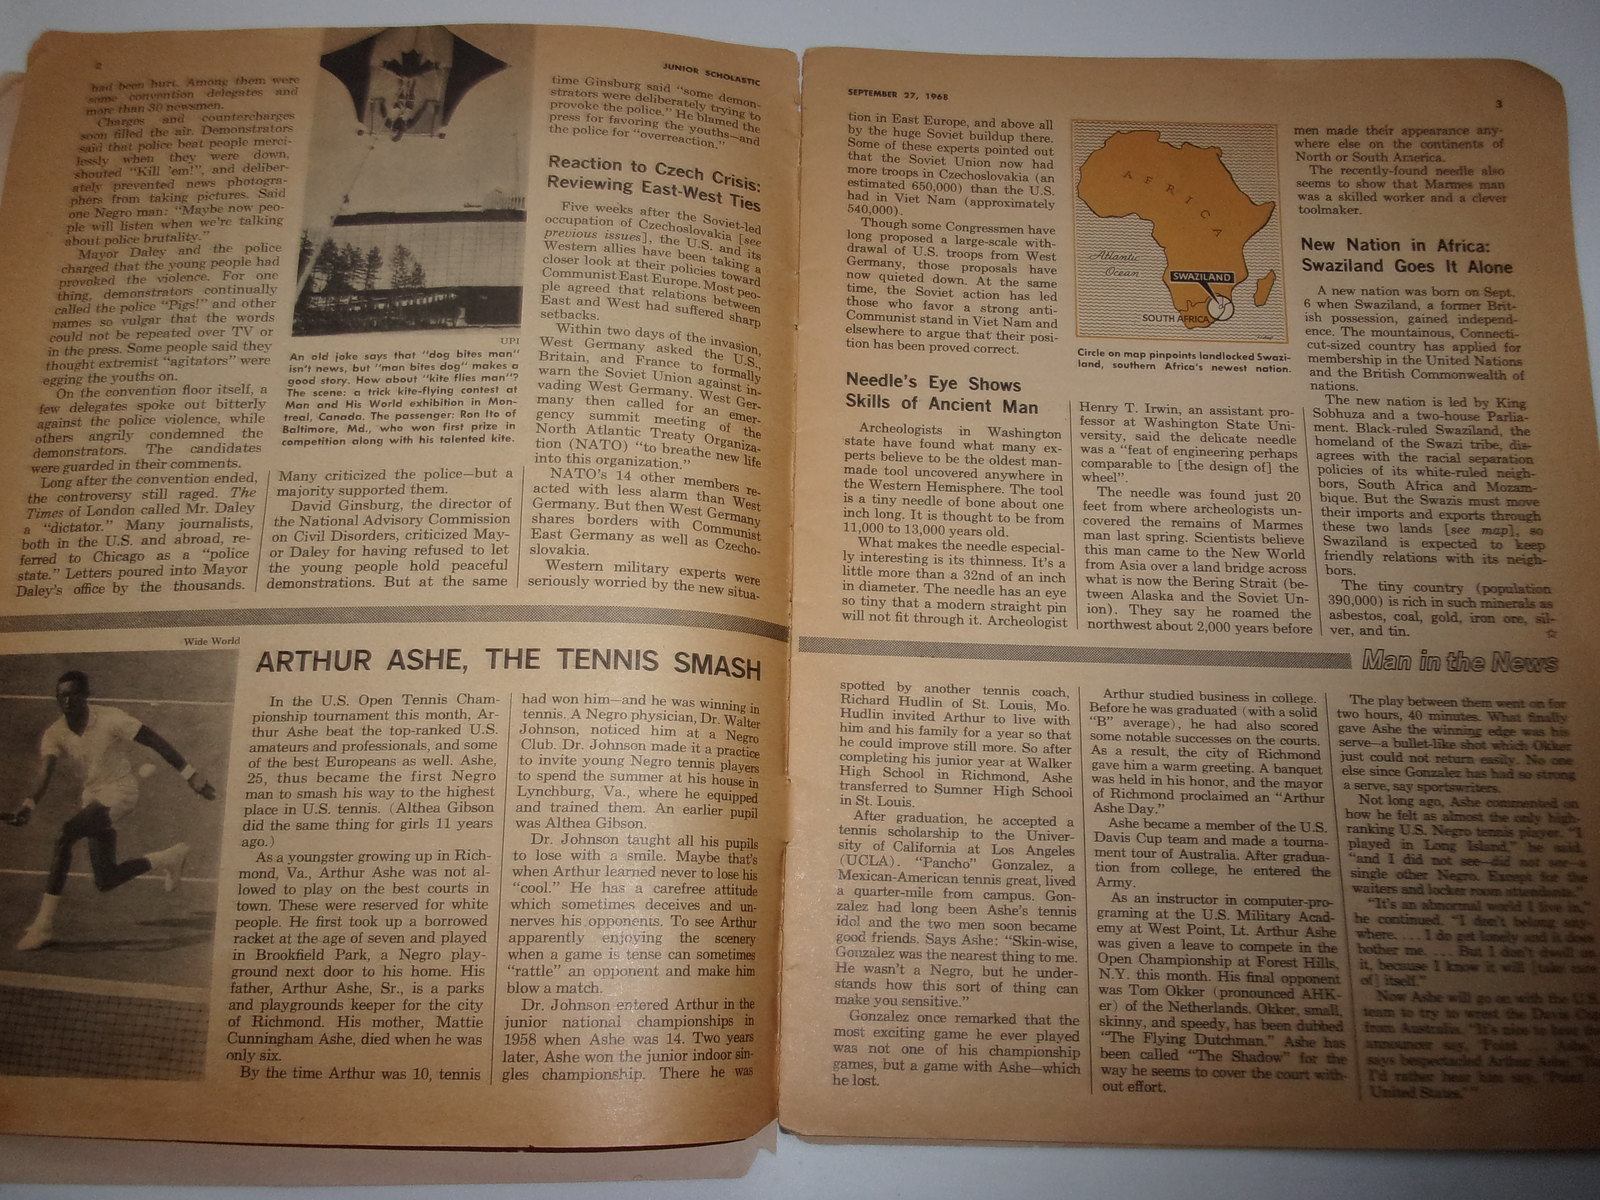 2
JUNIOR SCHOLASTIC
had been hurt. Among them were
some convention delegates and
more than 30 newsmen.
Charges and countercharges
soon filled the air. Demonstrators
said that police beat people merci-
lessly when they were down,
shouted "Kill 'em!", and deliber-
ately prevented news photogra-
phers from taking pictures. Said
one Negro man: "Maybe now peo-
ple will listen when we're talking
about police brutality."
Mayor Daley and the police
charged that the young people had
provoked the violence. For one
thing, demonstrators continually
called the police "Pigs!" and other
names so vulgar that the words
could not be repeated over TV or
in the press. Some people said they
thought extremist "agitators" were
egging the youths on.
On the convention floor itself, a
few delegates spoke out bitterly
against the police violence, while
others angrily condemned the
demonstrators. The candidates
were guarded in their comments.
Long after the convention ended,
the controversy still raged. The
Times of London called Mr. Daley
a "dictator." Many journalists,
both in the U.S. and abroad, re-
ferred to Chicago as a "police
state." Letters poured into Mayor
Daley's office by the thousands.
UPI
An old joke says that "dog bites man"
isn't news, but "man bites dog" makes a
good story. How about "kite flies man"?
The scene: a trick kite-flying contest at
Man and His World exhibition in Mon-
treal, Canada. The passenger: Ron Ito of
Baltimore, Md., who won first prize in
competition along with his talented kite.
Many criticized the police—but a
majority supported them.
David Ginsburg, the director of
the National Advisory Commission
on Civil Disorders, criticized May-
or Daley for having refused to let
the young people hold peaceful
demonstrations. But at the same
time Ginsburg said "some demon-
strators were deliberately trying to
provoke the police." He blamed the
press for favoring the youths—and
the police for "overreaction."
Reaction to Czech Crisis:
Reviewing East-West Ties
Five weeks after the Soviet-led
occupation of Czechoslovakia [see
previous issues], the U.S. and its
Western allies have been taking a
closer look at their policies toward
Communist East Europe. Most peo-
ple agreed that relations between
East and West had suffered sharp
setbacks.
Within two days of the invasion,
West Germany asked the U.S.,
Britain, and France to formally
warn the Soviet Union against in-
vading West Germany. West Ger-
many then called for an emer-
gency summit meeting of the
North Atlantic Treaty Organiza-
tion (NATO) "to breathe new life
into this organization."
NATO's 14 other members re-
acted with less alarm than West
Germany. But then West Germany
shares borders with Communist
East Germany as well as Czecho-
slovakia.
Western military experts were
seriously worried by the new situa-
SEPTEMBER 27, 1968
3
tion in East Europe, and above all
by the huge Soviet buildup there.
Some of these experts pointed out
that the Soviet Union now had
more troops in Czechoslovakia (an
estimated 650,000) than the U.S.
had in Viet Nam (approximately
540,000).
Though some Congressmen have
long proposed a large-scale with-
drawal of U.S. troops from West
Germany, those proposals have
now quieted down. At the same
time, the Soviet action has led
those who favor a strong anti-
Communist stand in Viet Nam and
elsewhere to argue that their posi-
tion has been proved correct.
Needle's Eye Shows
Skills of Ancient Man
Archeologists in Washington
state have found what many ex-
perts believe to be the oldest man-
made tool uncovered anywhere in
the Western Hemisphere. The tool
is a tiny needle of bone about one
inch long. It is thought to be from
11,000 to 13,000 years old.
What makes the needle especial-
ly interesting is its thinness. It's a
little more than a 32nd of an inch
in diameter. The needle has an eye
so tiny that a modern straight pin
will not fit through it. Archeologist
AFRICA
Atlantic
Ocean
SWAZILAND
SOUTH AFRICA
Circle on map pinpoints landlocked Swazi-
land, southern Africa's newest nation.
Henry T. Irwin, an assistant pro-
fessor at Washington State Uni-
versity, said the delicate needle
was a "feat of engineering perhaps
comparable to [the design of] the
wheel".
The needle was found just 20
feet from where archeologists un-
covered the remains of Marmes
man last spring. Scientists believe
this man came to the New World
from Asia over a land bridge across
what is now the Bering Strait (be-
tween Alaska and the Soviet Un-
ion). They say he roamed the
northwest about 2,000 years before
men made their appearance any-
where else on the continents of
North or South America.
The recently-found needle also
seems to show that Marmes man
was a skilled worker and a clever
toolmaker.
New Nation in Africa:
Swaziland Goes It Alone
A new nation was born on Sept.
6 when Swaziland, a former Brit-
ish possession, gained independ-
ence. The mountainous, Connecti-
cut-sized country has applied for
membership in the United Nations
and the British Commonwealth of
nations.
The new nation is led by King
Sobhuza and a two-house Parlia-
ment. Black-ruled Swaziland, the
homeland of the Swazi tribe, dis-
agrees with the racial separation
policies of its white-ruled neigh-
bors, South Africa and Mozam-
bique. But the Swazis must move
their imports and exports through
these two lands [see map], so
Swaziland is expected to keep
friendly relations with its neigh-
bors.
The tiny country (population
390,000) is rich in such minerals as
asbestos, coal, gold, iron ore, sil-
ver, and tin.
Wide World
ARTHUR ASHE, THE TENNIS SMASH
Man in the News
In the U.S. Open Tennis Cham-
pionship tournament this month, Ar-
thur Ashe beat the top-ranked U.S.
amateurs and professionals, and some
of the best Europeans as well. Ashe,
25, thus became the first Negro
man to smash his way to the highest
place in U.S. tennis. (Althea Gibson
did the same thing for girls 11 years
ago.)
As a youngster growing up in Rich-
mond, Va., Arthur Ashe was not al-
lowed to play on the best courts in
town. These were reserved for white
people. He first took up a borrowed
racket at the age of seven and played
in Brookfield Park, a Negro play-
ground next door to his home. His
father, Arthur Ashe, Sr., is a parks
and playgrounds keeper for the city
of Richmond. His mother, Mattie
Cunningham Ashe, died when he was
only six.
By the time Arthur was 10, tennis
had won him—and he was winning in
tennis. A Negro physician, Dr. Walter
Johnson, noticed him at a Negro
Club. Dr. Johnson made it a practice
to invite young Negro tennis players
to spend the summer at his house in
Lynchburg, Va., where he equipped
and trained them. An earlier pupil
was Althea Gibson.
Dr. Johnson taught all his pupils
to lose with a smile. Maybe that's
when Arthur learned never to lose his
"cool." He has a carefree attitude
which sometimes deceives and un-
nerves his opponents. To see Arthur
apparently enjoying the scenery
when a game is tense can sometimes
"rattle" an opponent and make him
blow a match.
Dr. Johnson entered Arthur in the
junior national championships in
1958 when Ashe was 14. Two years
later, Ashe won the junior indoor sin-
gles championship. There he was
spotted by another tennis coach,
Richard Hudlin of St. Louis, Mo.
Hudlin invited Arthur to live with
him and his family for a year so that
he could improve still more. So after
completing his junior year at Walker
High School in Richmond, Ashe
transferred to Sumner High School
in St. Louis.
After graduation, he accepted a
tennis scholarship to the Univer-
sity of California at Los Angeles
(UCLA). "Pancho" Gonzalez, a
Mexican-American tennis great, lived
a quarter-mile from campus. Gon-
zalez had long been Ashe's tennis
idol and the two men soon became
good friends. Says Ashe: "Skin-wise,
Gonzalez was the nearest thing to me.
He wasn't a Negro, but he under-
stands how this sort of thing can
make you sensitive."
Gonzalez once remarked that the
most exciting game he ever played
was not one of his championship
games, but a game with Ashe—which
he lost.
Arthur studied business in college.
Before he was graduated (with a solid
"B" average), he had also scored
some notable successes on the courts.
As a result, the city of Richmond
gave him a warm greeting. A banquet
was held in his honor, and the mayor
of Richmond proclaimed an "Arthur
Ashe Day."
Ashe became a member of the U.S.
Davis Cup team and made a tourna-
ment tour of Australia. After gradua-
tion from college, he entered the
Army.
As an instructor in computer-pro-
graming at the U.S. Military Acad-
emy at West Point, Lt. Arthur Ashe
was given a leave to compete in the
Open Championship at Forest Hills,
N.Y. this month. His final opponent
was Tom Okker (pronounced AHK-
er) of the Netherlands. Okker, small,
skinny, and speedy, has been dubbed
"The Flying Dutchman." Ashe has
been called "The Shadow" for the
way he seems to cover the court with-
out effort.
The play between them went on for
two hours, 40 minutes. What finally
gave Ashe the winning edge was his
serve—a bullet-like shot which Okker
just could not return easily. No one
else since Gonzalez has had so strong
a serve, say sportswriters.
Not long ago, Ashe commented on
how he felt as almost the only high-
ranking U.S. Negro tennis player. "I
played in Long Island," he said,
"and I did not see—did not see—a
single other Negro. Except for the
waiters and locker room attendants."
"It's an abnormal world I live in,"
he continued. "I don't belong any-
where. . . . I do get lonely and it does
bother me. . . . But I don't dwell on
it, because I know it will [take care
of] itself."
Now Ashe will go on with the U.S.
team to try to wrest the Davis Cup
from Australia. "It's nice
announcer say, 'Point Ashe,'
says bespectacled Arthur Ashe.
I'd rather hear him say, 'Point
United States.'"